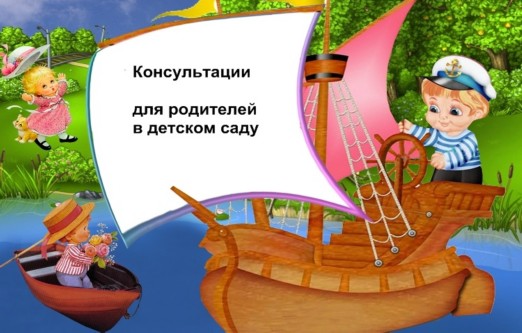 Консультации
для родителей
в детском саду